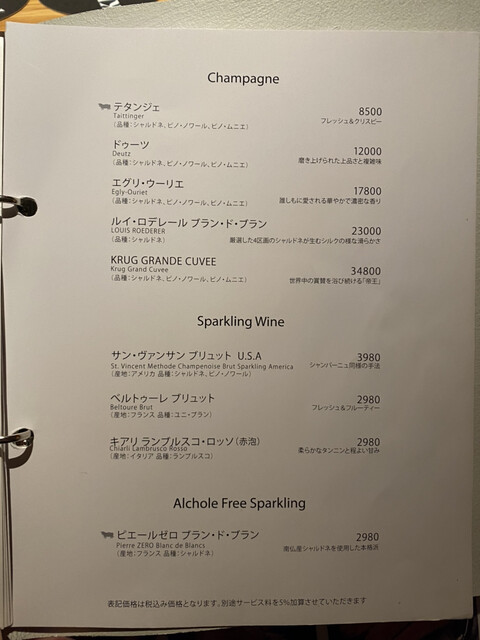 Champagne
テタンジェ 8500
Taittinger フレッシュ&クリスピー
(品種:シャルドネ、ピノ・ノワール、ピノ・ムニエ)
ドゥーツ 12000
Deutz 磨き上げられた上品さと複雑味
(品種:シャルドネ、ピノ・ノワール、ピノ・ムニエ)
エグリ・ウーリエ 17800
Egly-Ouriet 誰しもに愛される華やかで濃密な香り
(品種:シャルドネ、ピノ・ノワール、ピノ・ムニエ)
ルイ・ロデレール ブラン・ド・ブラン 23000
LOUIS ROEDERER 厳選した4区画のシャルドネが生むシルクの様な滑らかさ
(品種:シャルドネ)
KRUG GRANDE CUVEE 34800
Krug Grand Cuvee 世界中の賞賛を浴び続ける「帝王」
(品種:シャルドネ、ピノ・ノワール、ピノ・ムニエ)
Sparkling Wine
サン・ヴァンサン ブリュット U.S.A 3980
St. Vincent Methode Champenoise Brut Sparkling America シャンパーニュ同様の手法
(産地:アメリカ 品種:シャルドネ、ピノ・ノワール)
ベルトゥーレ ブリュット 2980
Beltoure Brut フレッシュ&フルーティー
(産地:フランス 品種:ユニ・ブラン)
キアリ ランブルスコ・ロッソ(赤泡) 2980
Chiarli Lambrusco Rosso 柔らかなタンニンと程よい甘み
(産地:イタリア 品種:ランブルスコ)
Alchole Free Sparkling
ピエールゼロ ブラン・ド・ブラン 2980
Pierre ZERO Blanc de Blancs 南仏産シャルドネを使用した本格派
(産地:フランス 品種:シャルドネ)
表記価格は税込み価格となります。別途サービス料を5%加算させていただきます